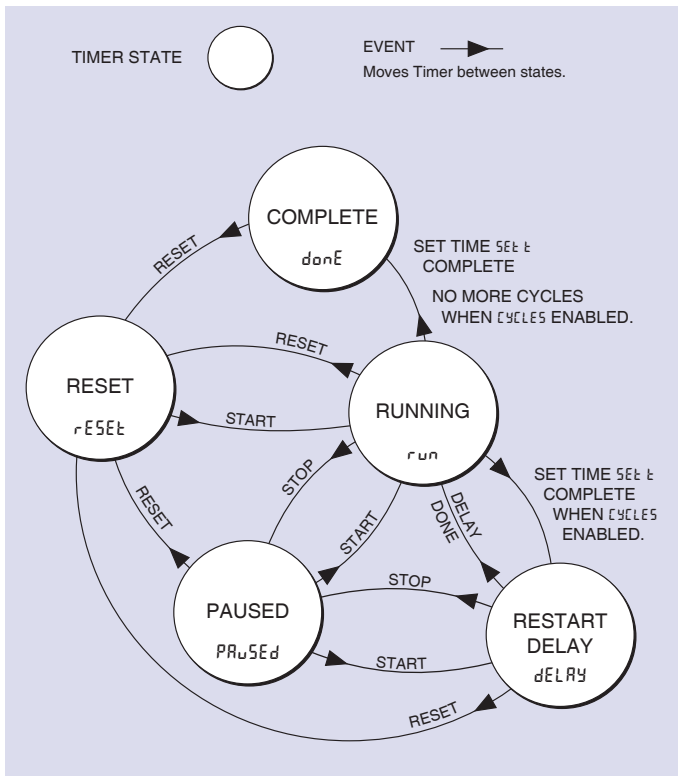 TIMER STATE
EVENT
Moves Timer between states.
COMPLETE
donE
RESET
SET TIME SEt t
COMPLETE
NO MORE CYCLES
WHEN CYCLES ENABLED.
RESET
rESEt
RESET
START
RUNNING
run
STOP
START
RESET
DELAY
DONE
SET TIME SEt t
COMPLETE
WHEN CYCLES
ENABLED.
PAUSED
PAuSEd
STOP
START
RESTART
DELAY
dELAY
RESET